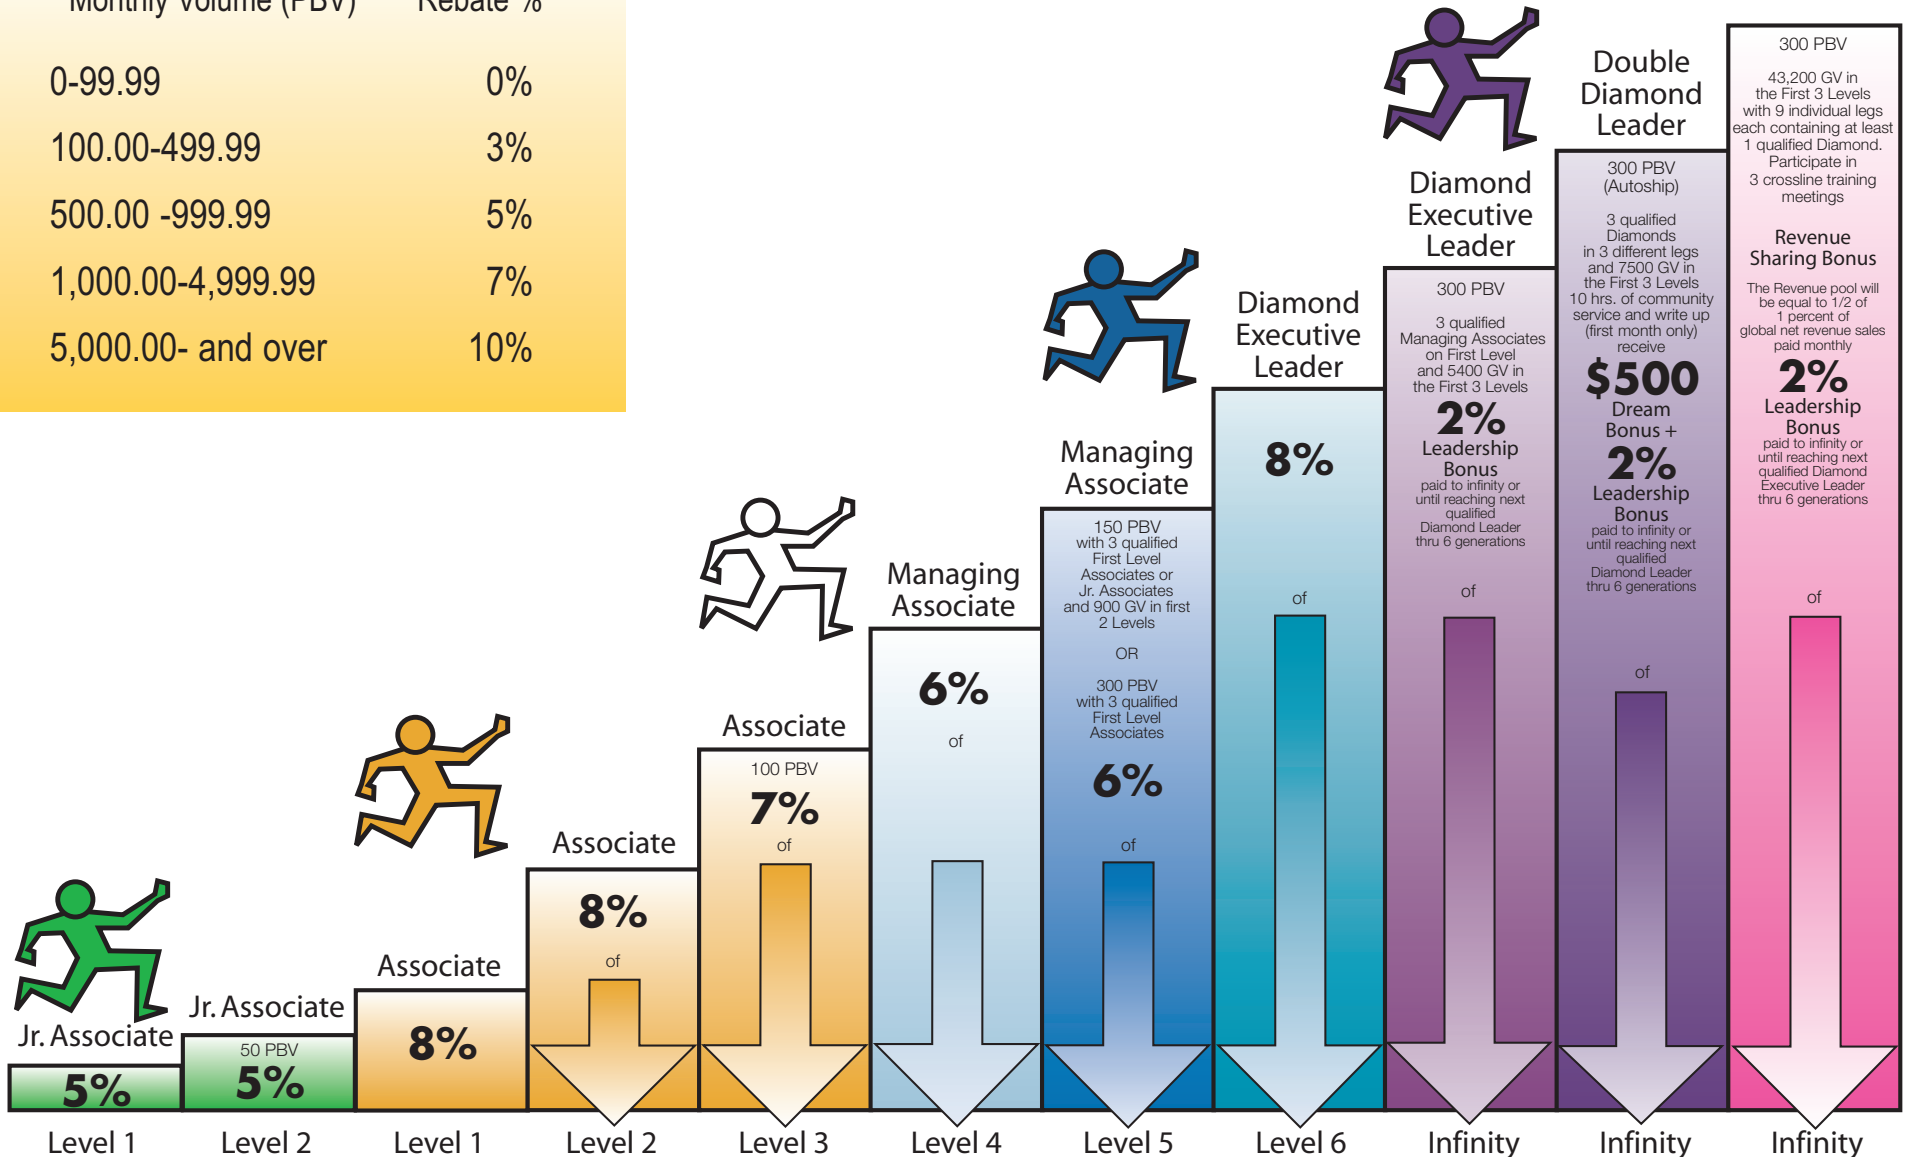 Monthly Volume (PBV) Rebate %
0-99.99 0%
100.00-499.99 3%
500.00 -999.99 5%
1,000.00-4,999.99 7%
5,000.00- and over 10%
Jr. Associate
5%
Level 1
Jr. Associate
50 PBV
5%
Level 2
Associate
8%
Level 1
Associate
8%
of
Level 2
Associate
100 PBV
7%
of
Level 3
Managing
Associate
6%
of
Level 4
Managing
Associate
150 PBV
with 3 qualified
First Level
Associates or
Jr. Associates
and 900 GV in first
2 Levels
OR
300 PBV
with 3 qualified
First Level
Associates
6%
of
Level 5
Diamond
Executive
Leader
8%
of
Level 6
Diamond
Executive
Leader
300 PBV
3 qualified
Managing Associates
on First Level
and 5400 GV in
the First 3 Levels
2%
Leadership
Bonus
paid to infinity or
until reaching next
qualified
Diamond Leader
thru 6 generations
of
Infinity
Double
Diamond
Leader
300 PBV
(Autoship)
3 qualified
Diamonds
in 3 different legs
and 7500 GV in
the First 3 Levels
10 hrs. of community
service and write up
(first month only)
receive
$500
Dream
Bonus +
2%
Leadership
Bonus
paid to infinity or
until reaching next
qualified
Diamond Leader
thru 6 generations
of
Infinity
300 PBV
43,200 GV in
the First 3 Levels
with 9 individual legs
each containing at least
1 qualified Diamond.
Participate in
3 crossline training
meetings
Revenue
Sharing Bonus
The Revenue pool will
be equal to 1/2 of
1 percent of
global net revenue sales
paid monthly
2%
Leadership
Bonus
paid to infinity or
until reaching next
qualified Diamond
Executive Leader
thru 6 generations
of
Infinity